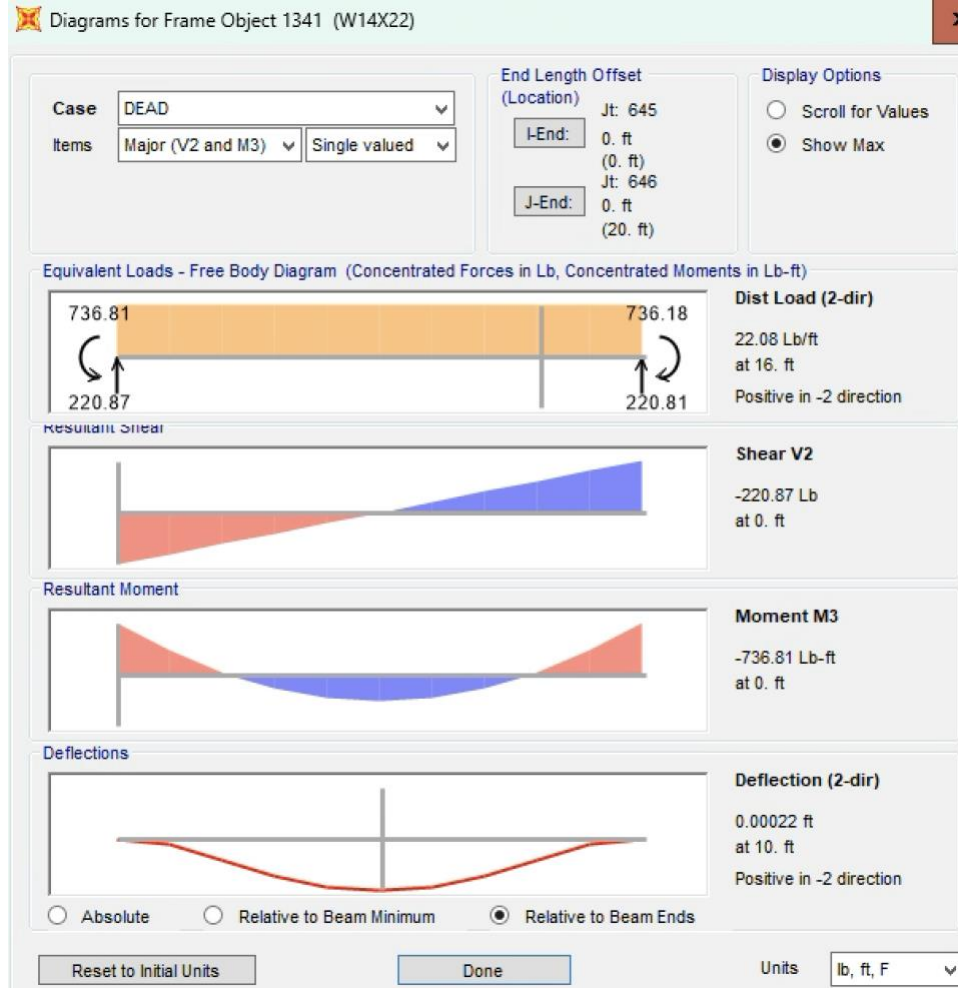 Diagrams for Frame Object 1341 (W14X22)
Case DEAD
Items Major (V2 and M3) Single valued
End Length Offset
(Location)
I-End:
Jt: 645
0. ft
(0. ft)
J-End:
Jt: 646
0. ft
(20. ft)
Display Options
Scroll for Values
Show Max
Equivalent Loads - Free Body Diagram (Concentrated Forces in Lb, Concentrated Moments in Lb-ft)
736.81 736.18
220.87 220.81
Dist Load (2-dir)
22.08 Lb/ft
at 16. ft
Positive in -2 direction
Resultant Shear
Shear V2
-220.87 Lb
at 0. ft
Resultant Moment
Moment M3
-736.81 Lb-ft
at 0. ft
Deflections
Deflection (2-dir)
0.00022 ft
at 10. ft
Positive in -2 direction
Absolute Relative to Beam Minimum Relative to Beam Ends
Reset to Initial Units Done Units lb, ft, F